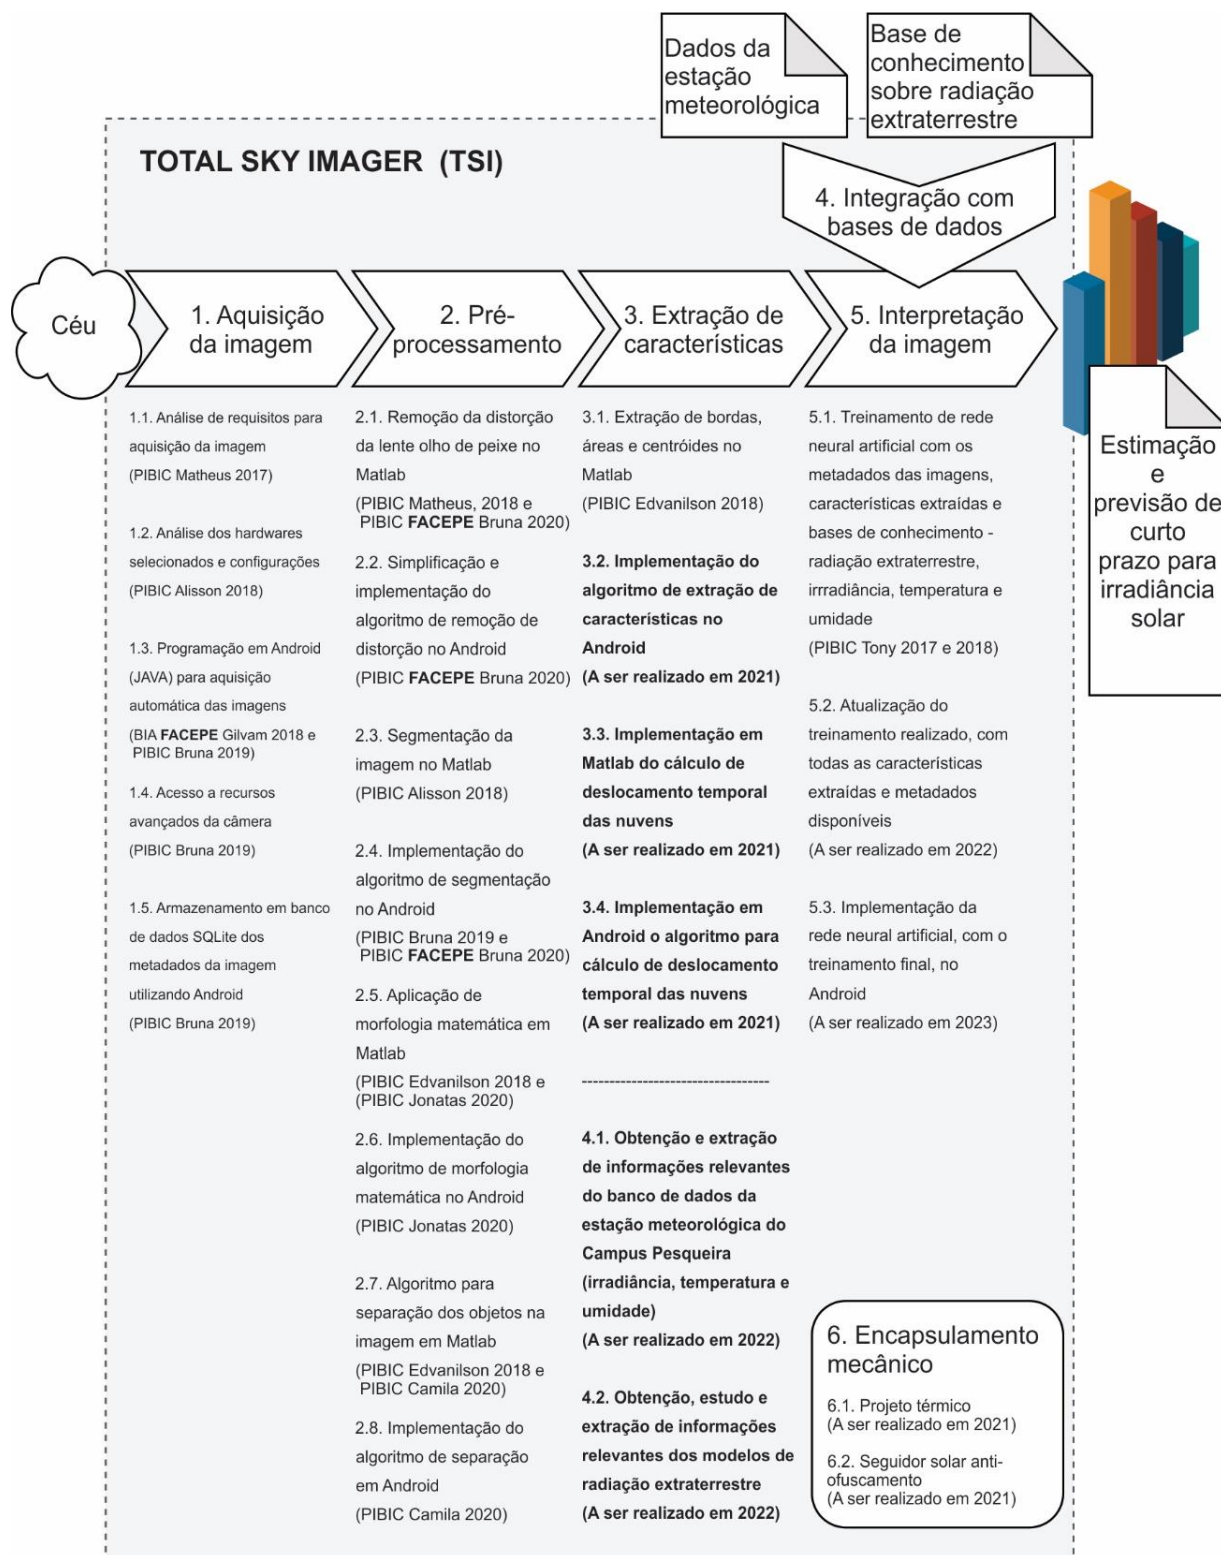 Dados da
estação
meteorológica
Base de
conhecimento
sobre radiação
extraterrestre
TOTAL SKY IMAGER (TSI)
4. Integração com
bases de dados
Céu
1. Aquisição
da imagem
2. Pré-
processamento
3. Extração de
características
5. Interpretação
da imagem
Estimação
e
previsão de
curto
prazo para
irradiância
solar
1.1. Análise de requisitos para
aquisição da imagem
(PIBIC Matheus 2017)
1.2. Análise dos hardwares
selecionados e configurações
(PIBIC Alisson 2018)
1.3. Programação em Android
(JAVA) para aquisição
automática das imagens
(BIA FACEPE Gilvam 2018 e
PIBIC Bruna 2019)
1.4. Acesso a recursos
avançados da câmera
(PIBIC Bruna 2019)
1.5. Armazenamento em banco
de dados SQLite dos
metadados da imagem
utilizando Android
(PIBIC Bruna 2019)
2.1. Remoção da distorção
da lente olho de peixe no
Matlab
(PIBIC Matheus, 2018 e
PIBIC FACEPE Bruna 2020)
2.2. Simplificação e
implementação do
algoritmo de remoção de
distorção no Android
(PIBIC FACEPE Bruna 2020)
2.3. Segmentação da
imagem no Matlab
(PIBIC Alisson 2018)
2.4. Implementação do
algoritmo de segmentação
no Android
(PIBIC Bruna 2019 e
PIBIC FACEPE Bruna 2020)
2.5. Aplicação de
morfologia matemática em
Matlab
(PIBIC Edvanilson 2018 e
(PIBIC Jonatas 2020)
2.6. Implementação do
algoritmo de morfologia
matemática no Android
(PIBIC Jonatas 2020)
2.7. Algoritmo para
separação dos objetos na
imagem em Matlab
(PIBIC Edvanilson 2018 e
PIBIC Camila 2020)
2.8. Implementação do
algoritmo de separação
em Android
(PIBIC Camila 2020)
3.1. Extração de bordas,
áreas e centróides no
Matlab
(PIBIC Edvanilson 2018)
3.2. Implementação do
algoritmo de extração de
características no
Android
(A ser realizado em 2021)
3.3. Implementação em
Matlab do cálculo de
deslocamento temporal
das nuvens
(A ser realizado em 2021)
3.4. Implementação em
Android o algoritmo para
cálculo de deslocamento
temporal das nuvens
(A ser realizado em 2021)
----------------------------------
4.1. Obtenção e extração
de informações relevantes
do banco de dados da
estação meteorológica do
Campus Pesqueira
(irradiância, temperatura e
umidade)
(A ser realizado em 2022)
4.2. Obtenção, estudo e
extração de informações
relevantes dos modelos de
radiação extraterrestre
(A ser realizado em 2022)
5.1. Treinamento de rede
neural artificial com os
metadados das imagens,
características extraídas e
bases de conhecimento -
radiação extraterrestre,
irrradiância, temperatura e
umidade
(PIBIC Tony 2017 e 2018)
5.2. Atualização do
treinamento realizado, com
todas as características
extraídas e metadados
disponíveis
(A ser realizado em 2022)
5.3. Implementação da
rede neural artificial, com o
treinamento final, no
Android
(A ser realizado em 2023)
6. Encapsulamento
mecânico
6.1. Projeto térmico
(A ser realizado em 2021)
6.2. Seguidor solar anti-
ofuscamento
(A ser realizado em 2021)